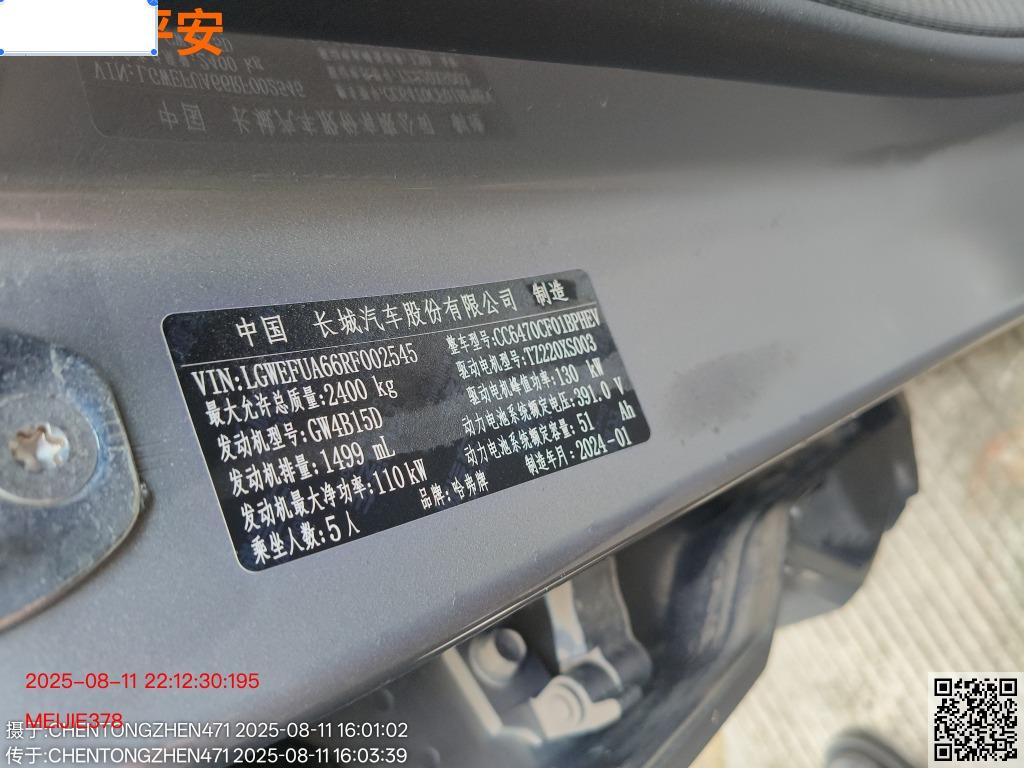 平安
中国 长城汽车股份有限公司 制造
VIN:LGWEFUA66RF002545
最大允许总质量:2400 kg
发动机型号:GW4B15D
发动机排量:1499 mL
发动机最大净功率:110kW
乘坐人数:5人
整车型号:CC6470CF01BPHEV
驱动电机型号:TZ220XS003
驱动电机峰值功率:130 kW
动力电池系统额定电压:391.0 V
动力电池系统额定容量:51 Ah
制造年月:2024-01
品牌:哈弗牌
2025-08-11 22:12:30:195
MEIJIE378
摄于:CHENTONGZHEN471 2025-08-11 16:01:02
传于:CHENTONGZHEN471 2025-08-11 16:03:39